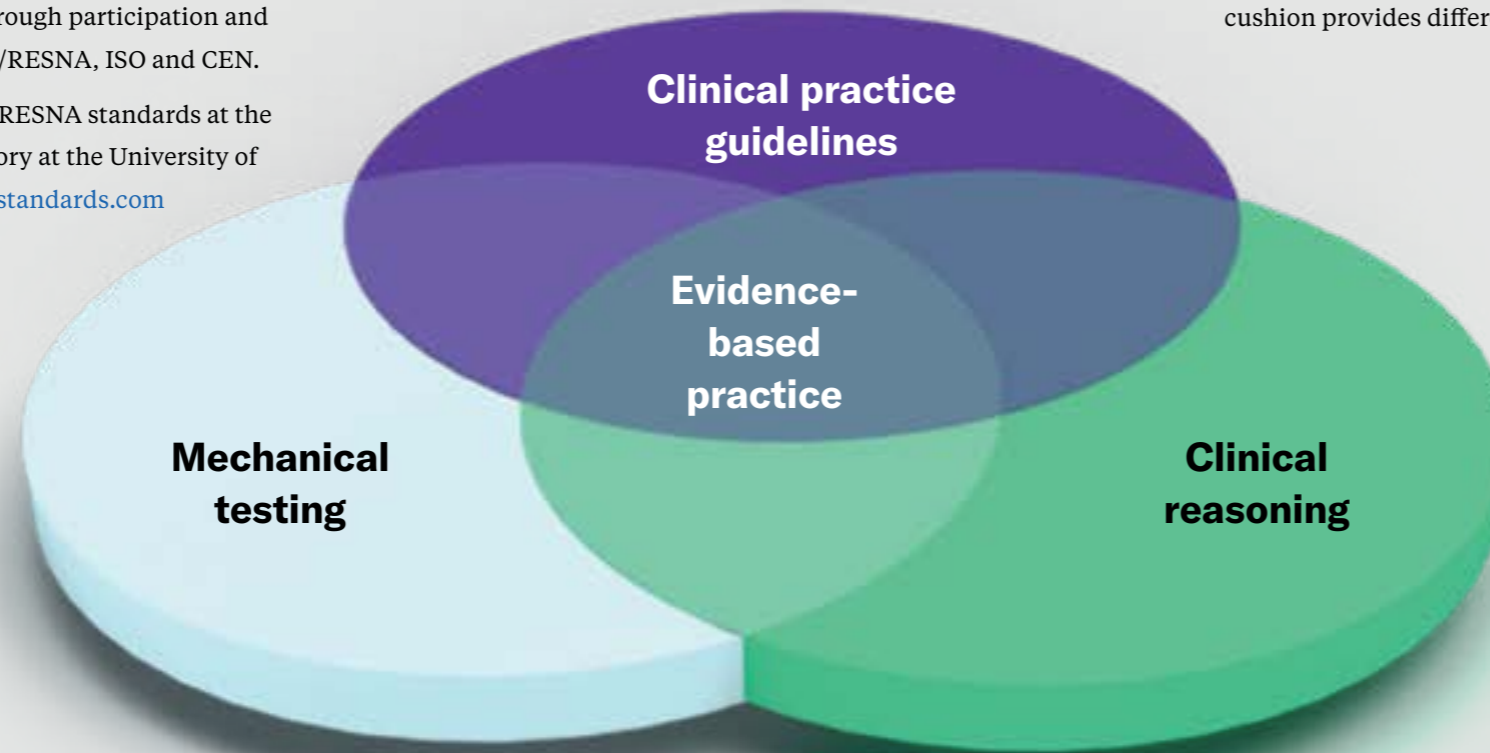 rough participation and
/RESNA, ISO and CEN.
RESNA standards at the
ory at the University of
standards.com
cushion provides differ
Clinical practice
guidelines
Evidence-
based
practice
Mechanical
testing
Clinical
reasoning